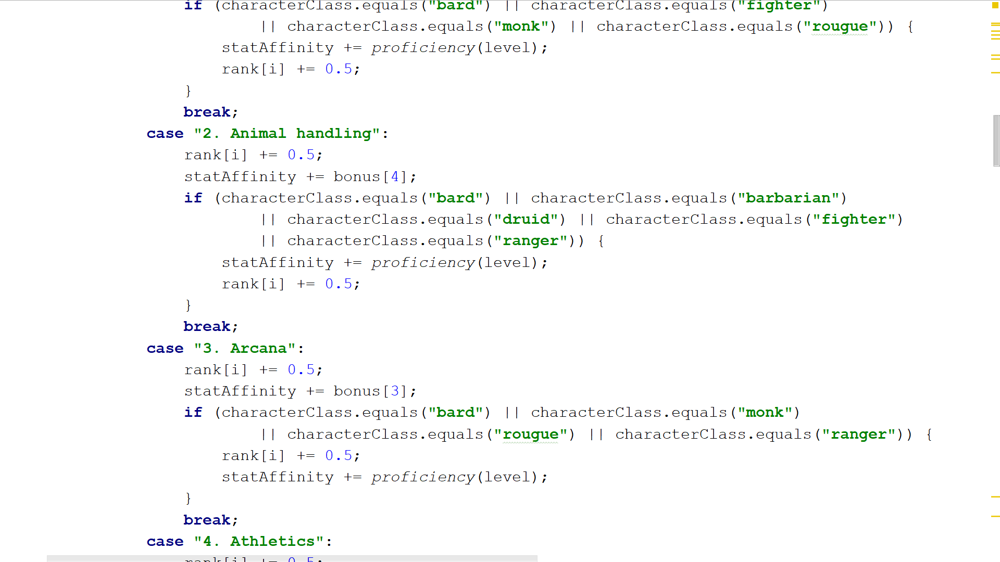 if (characterClass.equals("bard") || characterClass.equals("fighter")
|| characterClass.equals("monk") || characterClass.equals("rougue")) {
statAffinity += proficiency(level);
rank[i] += 0.5;
}
break;
case "2. Animal handling":
rank[i] += 0.5;
statAffinity += bonus[4];
if (characterClass.equals("bard") || characterClass.equals("barbarian")
|| characterClass.equals("druid") || characterClass.equals("fighter")
|| characterClass.equals("ranger")) {
statAffinity += proficiency(level);
rank[i] += 0.5;
}
break;
case "3. Arcana":
rank[i] += 0.5;
statAffinity += bonus[3];
if (characterClass.equals("bard") || characterClass.equals("monk")
|| characterClass.equals("rougue") || characterClass.equals("ranger")) {
rank[i] += 0.5;
statAffinity += proficiency(level);
}
break;
case "4. Athletics":
rank[i] += 0.5;